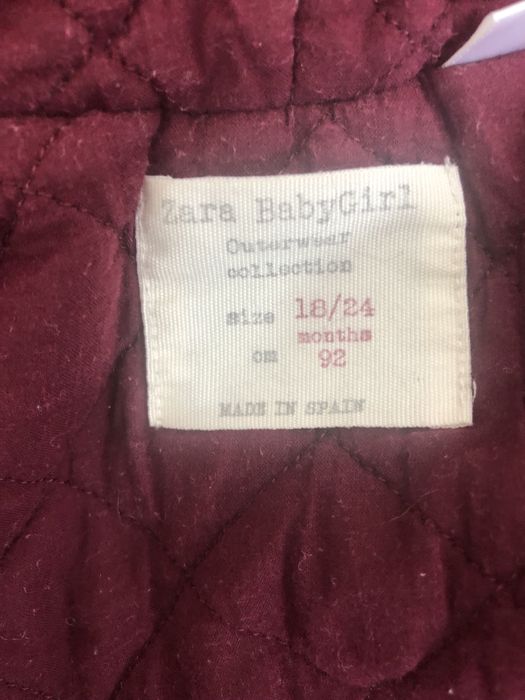 Zara BabyGirl
Outerwear
collection
size 18/24
months
cm 92
MADE IN SPAIN